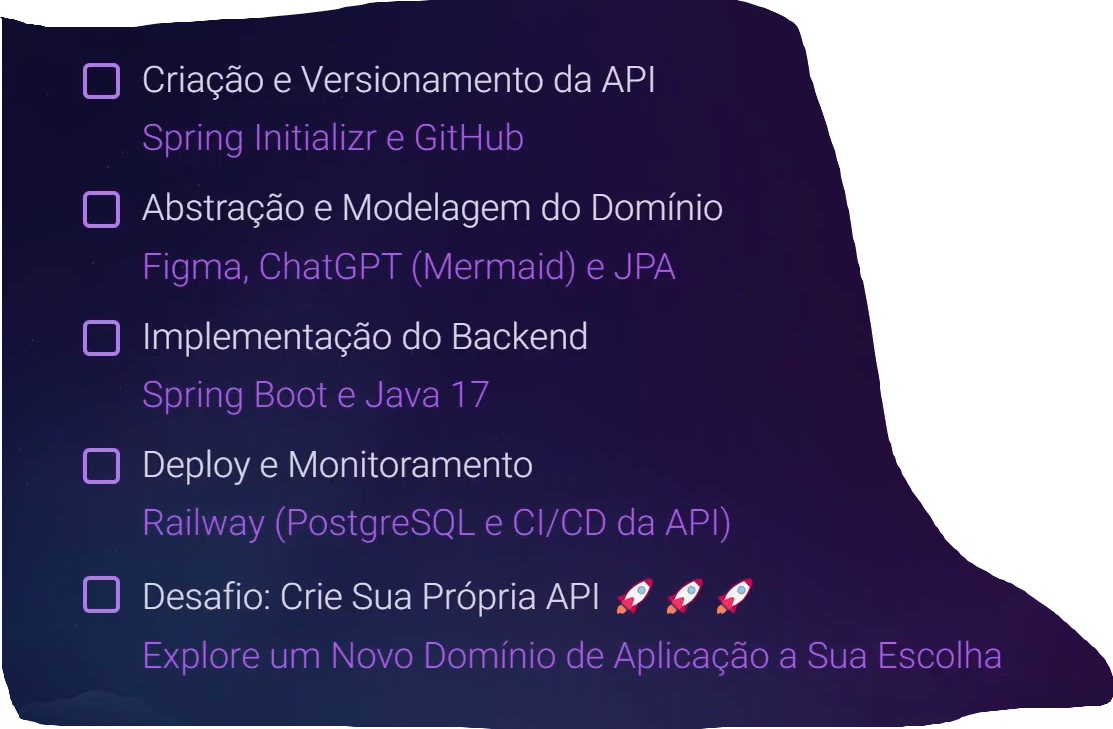 Criação e Versionamento da API
Spring Initializr e GitHub
Abstração e Modelagem do Domínio
Figma, ChatGPT (Mermaid) e JPA
Implementação do Backend
Spring Boot e Java 17
Deploy e Monitoramento
Railway (PostgreSQL e CI/CD da API)
Desafio: Crie Sua Própria API 🚀 🚀 🚀
Explore um Novo Domínio de Aplicação a Sua Escolha